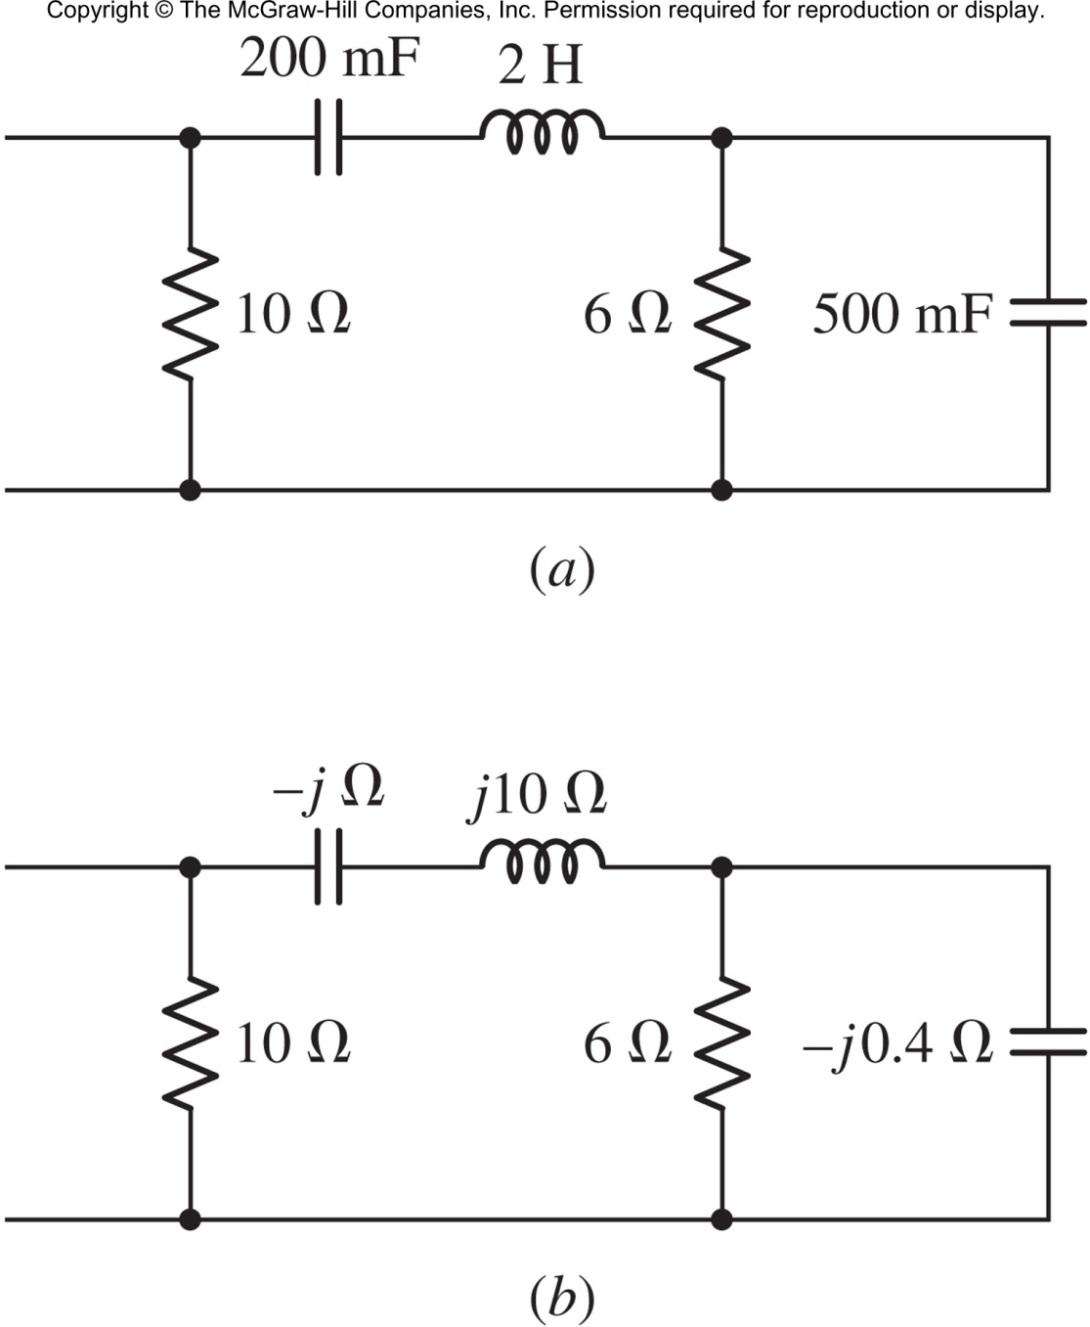 Copyright © The McGraw-Hill Companies, Inc. Permission required for reproduction or display.
200 mF 2 H
10 Ω 6 Ω 500 mF
(a)
–j Ω j10 Ω
10 Ω 6 Ω –j0.4 Ω
(b)